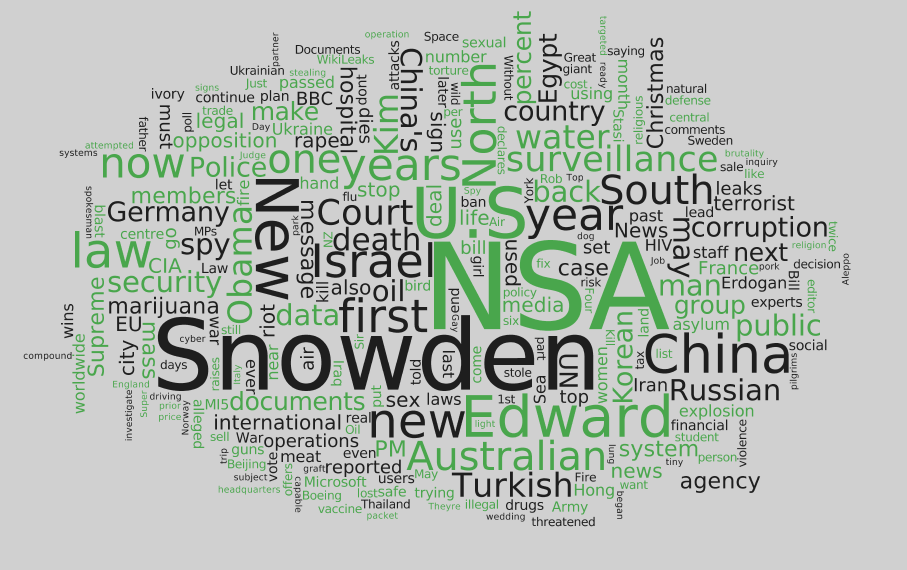 operation
targeted
Space
sexual
saying
partner
Documents
WikiLeaks
number
Great
giant
Ukrainian
stealing
attacks
torture
ready
Just
passed
hospital
dont
dies
China's
later
wild
Without
percent
Egypt
cost
using
month
Stasi
Christmas
natural
defense
ivory
signs
continue
plan
BBC
Kim
sign
user
per
North
country
religious
central
trade
legal
make
must
father
poll
Day
Ukraine
opposition
rape
declares
water
comments
Sweden
systems
attempted
now
Police
Judge
one
years
surveillance
brutality
inquiry
sale
like
let
hand
stop
Spy
York
Rob
Top
back
South
leaks
members
fire
flu
deal
US
ban
life
Air
terrorist
spokesman
blast
Germany
New
park
message
Court
year
past
lead
News
corruption
twice
centre
go
MPs
spy
Obama
NZ
death
bill
girl
used
dog
set
HIV
may
staff
next
religion
law
CIA
Law
Israel
NSA
fix
case
Job
France
pork
decision
Aleppo
security
kill
also
oil
bird
policy
risk
Four
man
Erdogan
Bill
editor
Supreme
marijuana
war
riot
data
first
puna
Gay
media
six
group
experts
wins
EU
mass
cyber
still
Sir
Kill
Korean
land
asylum
public
compound
city
Snowden
near
air
told
last
come
part
UN
women
tax
list
China
social
worldwide
days
raises
Italy
ever
ball
stole
Sea
top
Iran
Russian
pilgrims
England
Super
driving
prior
price
MI5
documents
put
sex
laws
1st
investigate
Norway
alleged
international
real
Oil
new
light
Edward
explosion
financial
student
violence
sell
War
operations
trip
guns
vote
meat
even
PM
Australian
lung
system
tiny
person
Beijing
subject
offers
graft
reported
users
May
Turkish
Fire
news
want
agency
headquarters
capable
Microsoft
Boeing
lost
safe
trying
Hong
began
vaccine
Thailand
packet
Theyre
illegal
drugs
Army
wedding
threatened